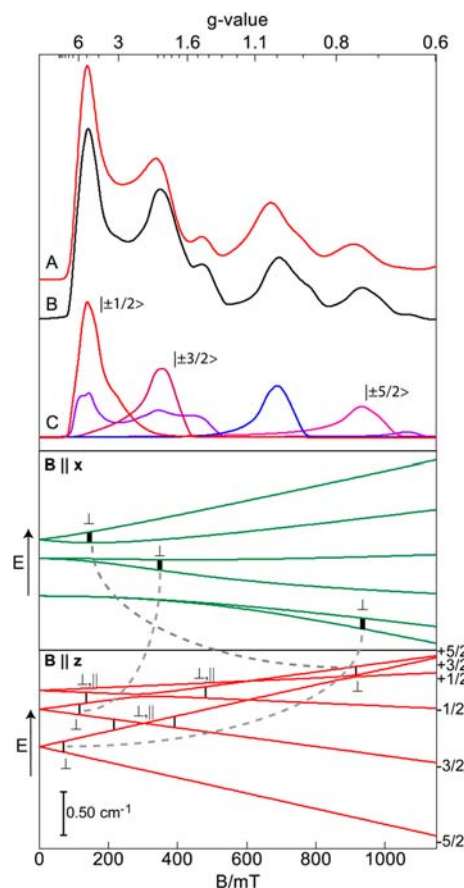 g-value
6 3 1.6 1.1 0.8 0.6
A
B
|±1/2>
|±3/2>
|±5/2>
C
B || x
⊥
⊥
⊥
E
B || z
+5/2
+3/2
+1/2
⊥,||
⊥,||
⊥
-1/2
⊥,||
⊥
E
⊥
-3/2
0.50 cm⁻¹
-5/2
0 200 400 600 800 1000
B/mT